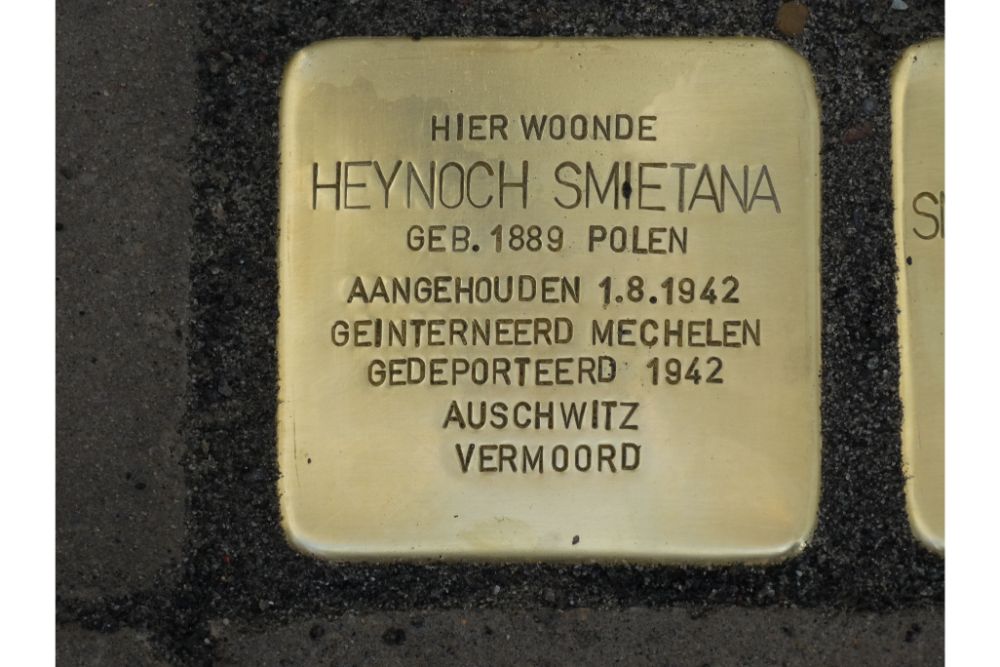 HIER WOONDE
HEYNOCH SMIETANA
GEB. 1889 POLEN
AANGEHOUDEN 1.8.1942
GEINTERNEERD MECHELEN
GEDEPORTEERD 1942
AUSCHWITZ
VERMOORD